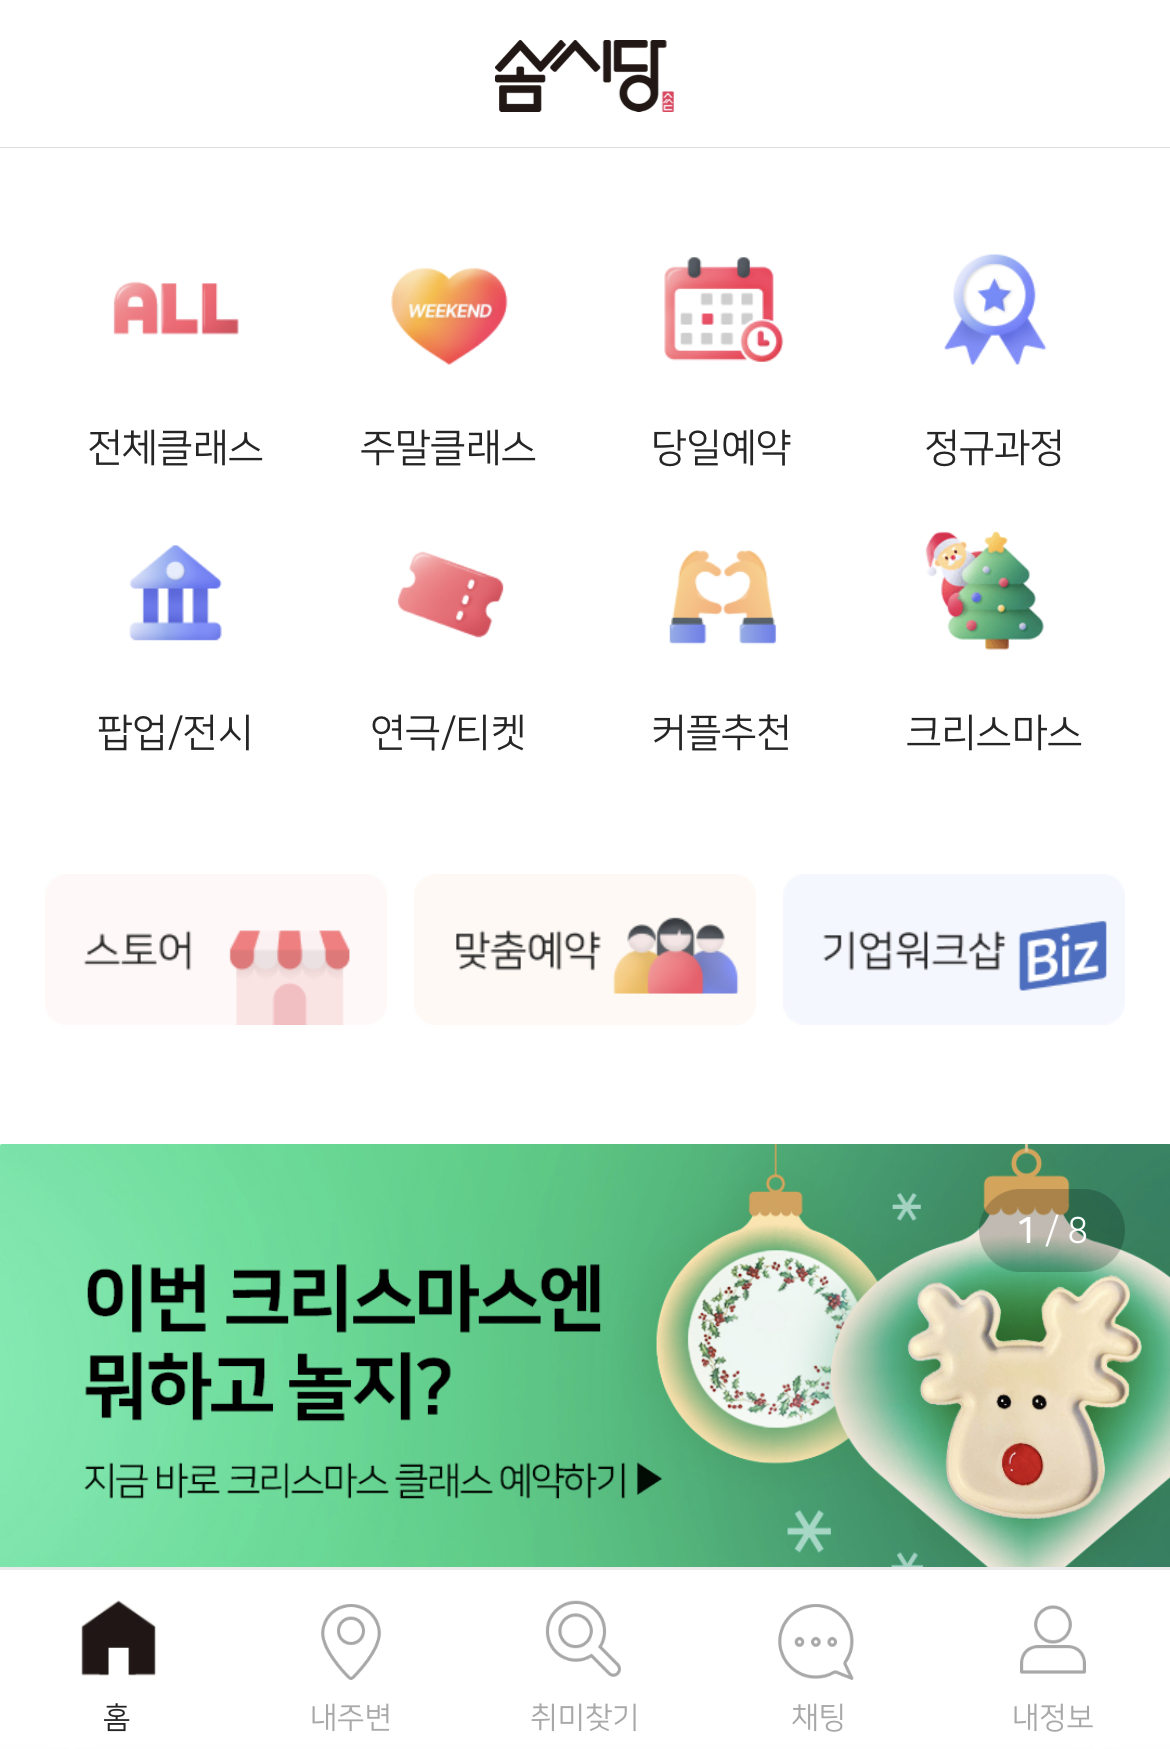 솜씨당
솜씨
ALL
WEEKEND
전체클래스
주말클래스
당일예약
정규과정
팝업/전시
연극/티켓
커플추천
크리스마스
스토어
맞춤예약
기업워크샵
Biz
1 / 8
이번 크리스마스엔
뭐하고 놀지?
지금 바로 크리스마스 클래스 예약하기 ▶
홈
내주변
취미찾기
채팅
내정보